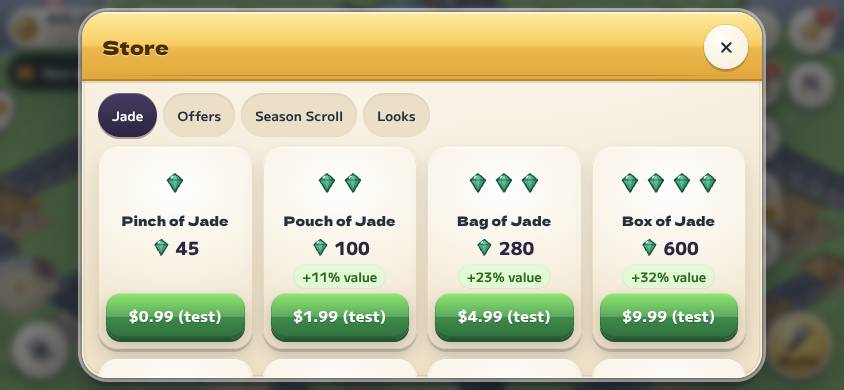 Store
Jade
Offers
Season Scroll
Looks
Pinch of Jade
45
$0.99 (test)
Pouch of Jade
100
+11% value
$1.99 (test)
Bag of Jade
280
+23% value
$4.99 (test)
Box of Jade
600
+32% value
$9.99 (test)